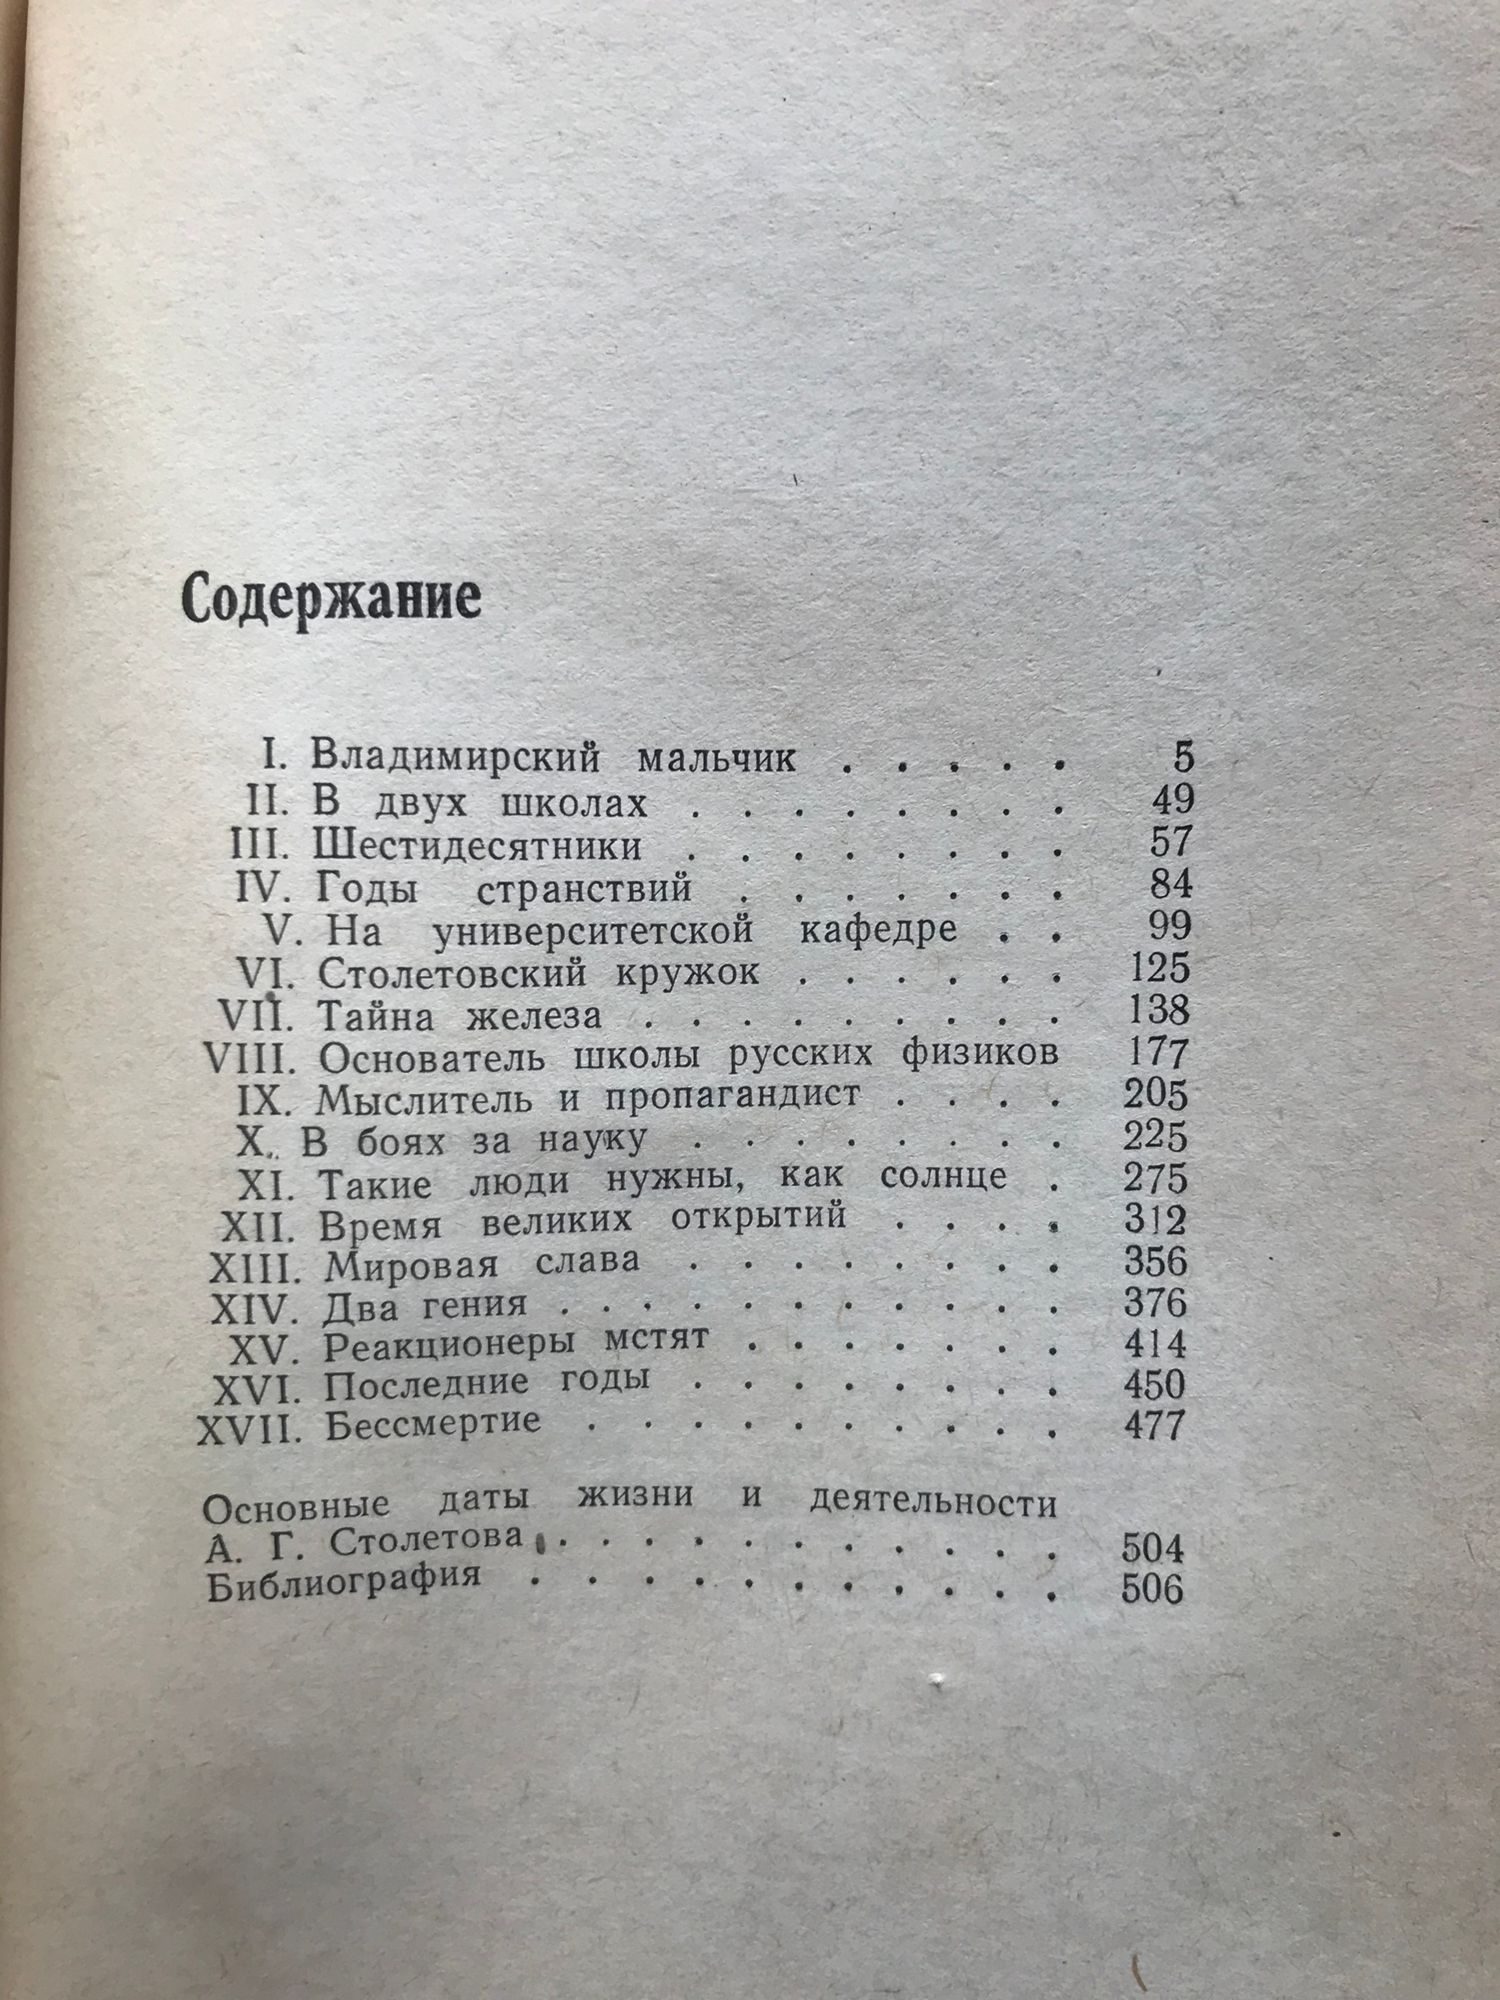 Содержание
I. Владимирский мальчик . . . . . 5
II. В двух школах . . . . . . . . 49
III. Шестидесятники . . . . . . . . 57
IV. Годы странствий . . . . . . . 84
V. На университетской кафедре . . 99
VI. Столетовский кружок . . . . . . 125
VII. Тайна железа . . . . . . . . . 138
VIII. Основатель школы русских физиков 177
IX. Мыслитель и пропагандист . . . . 205
X. В боях за науку . . . . . . . . 225
XI. Такие люди нужны, как солнце . 275
XII. Время великих открытий . . . . 312
XIII. Мировая слава . . . . . . . . 356
XIV. Два гения . . . . . . . . . . . 376
XV. Реакционеры мстят . . . . . . . 414
XVI. Последние годы . . . . . . . . 450
XVII. Бессмертие . . . . . . . . . . 477
Основные даты жизни и деятельности
А. Г. Столетова . . . . . . . . . . . 504
Библиография . . . . . . . . . . . 506